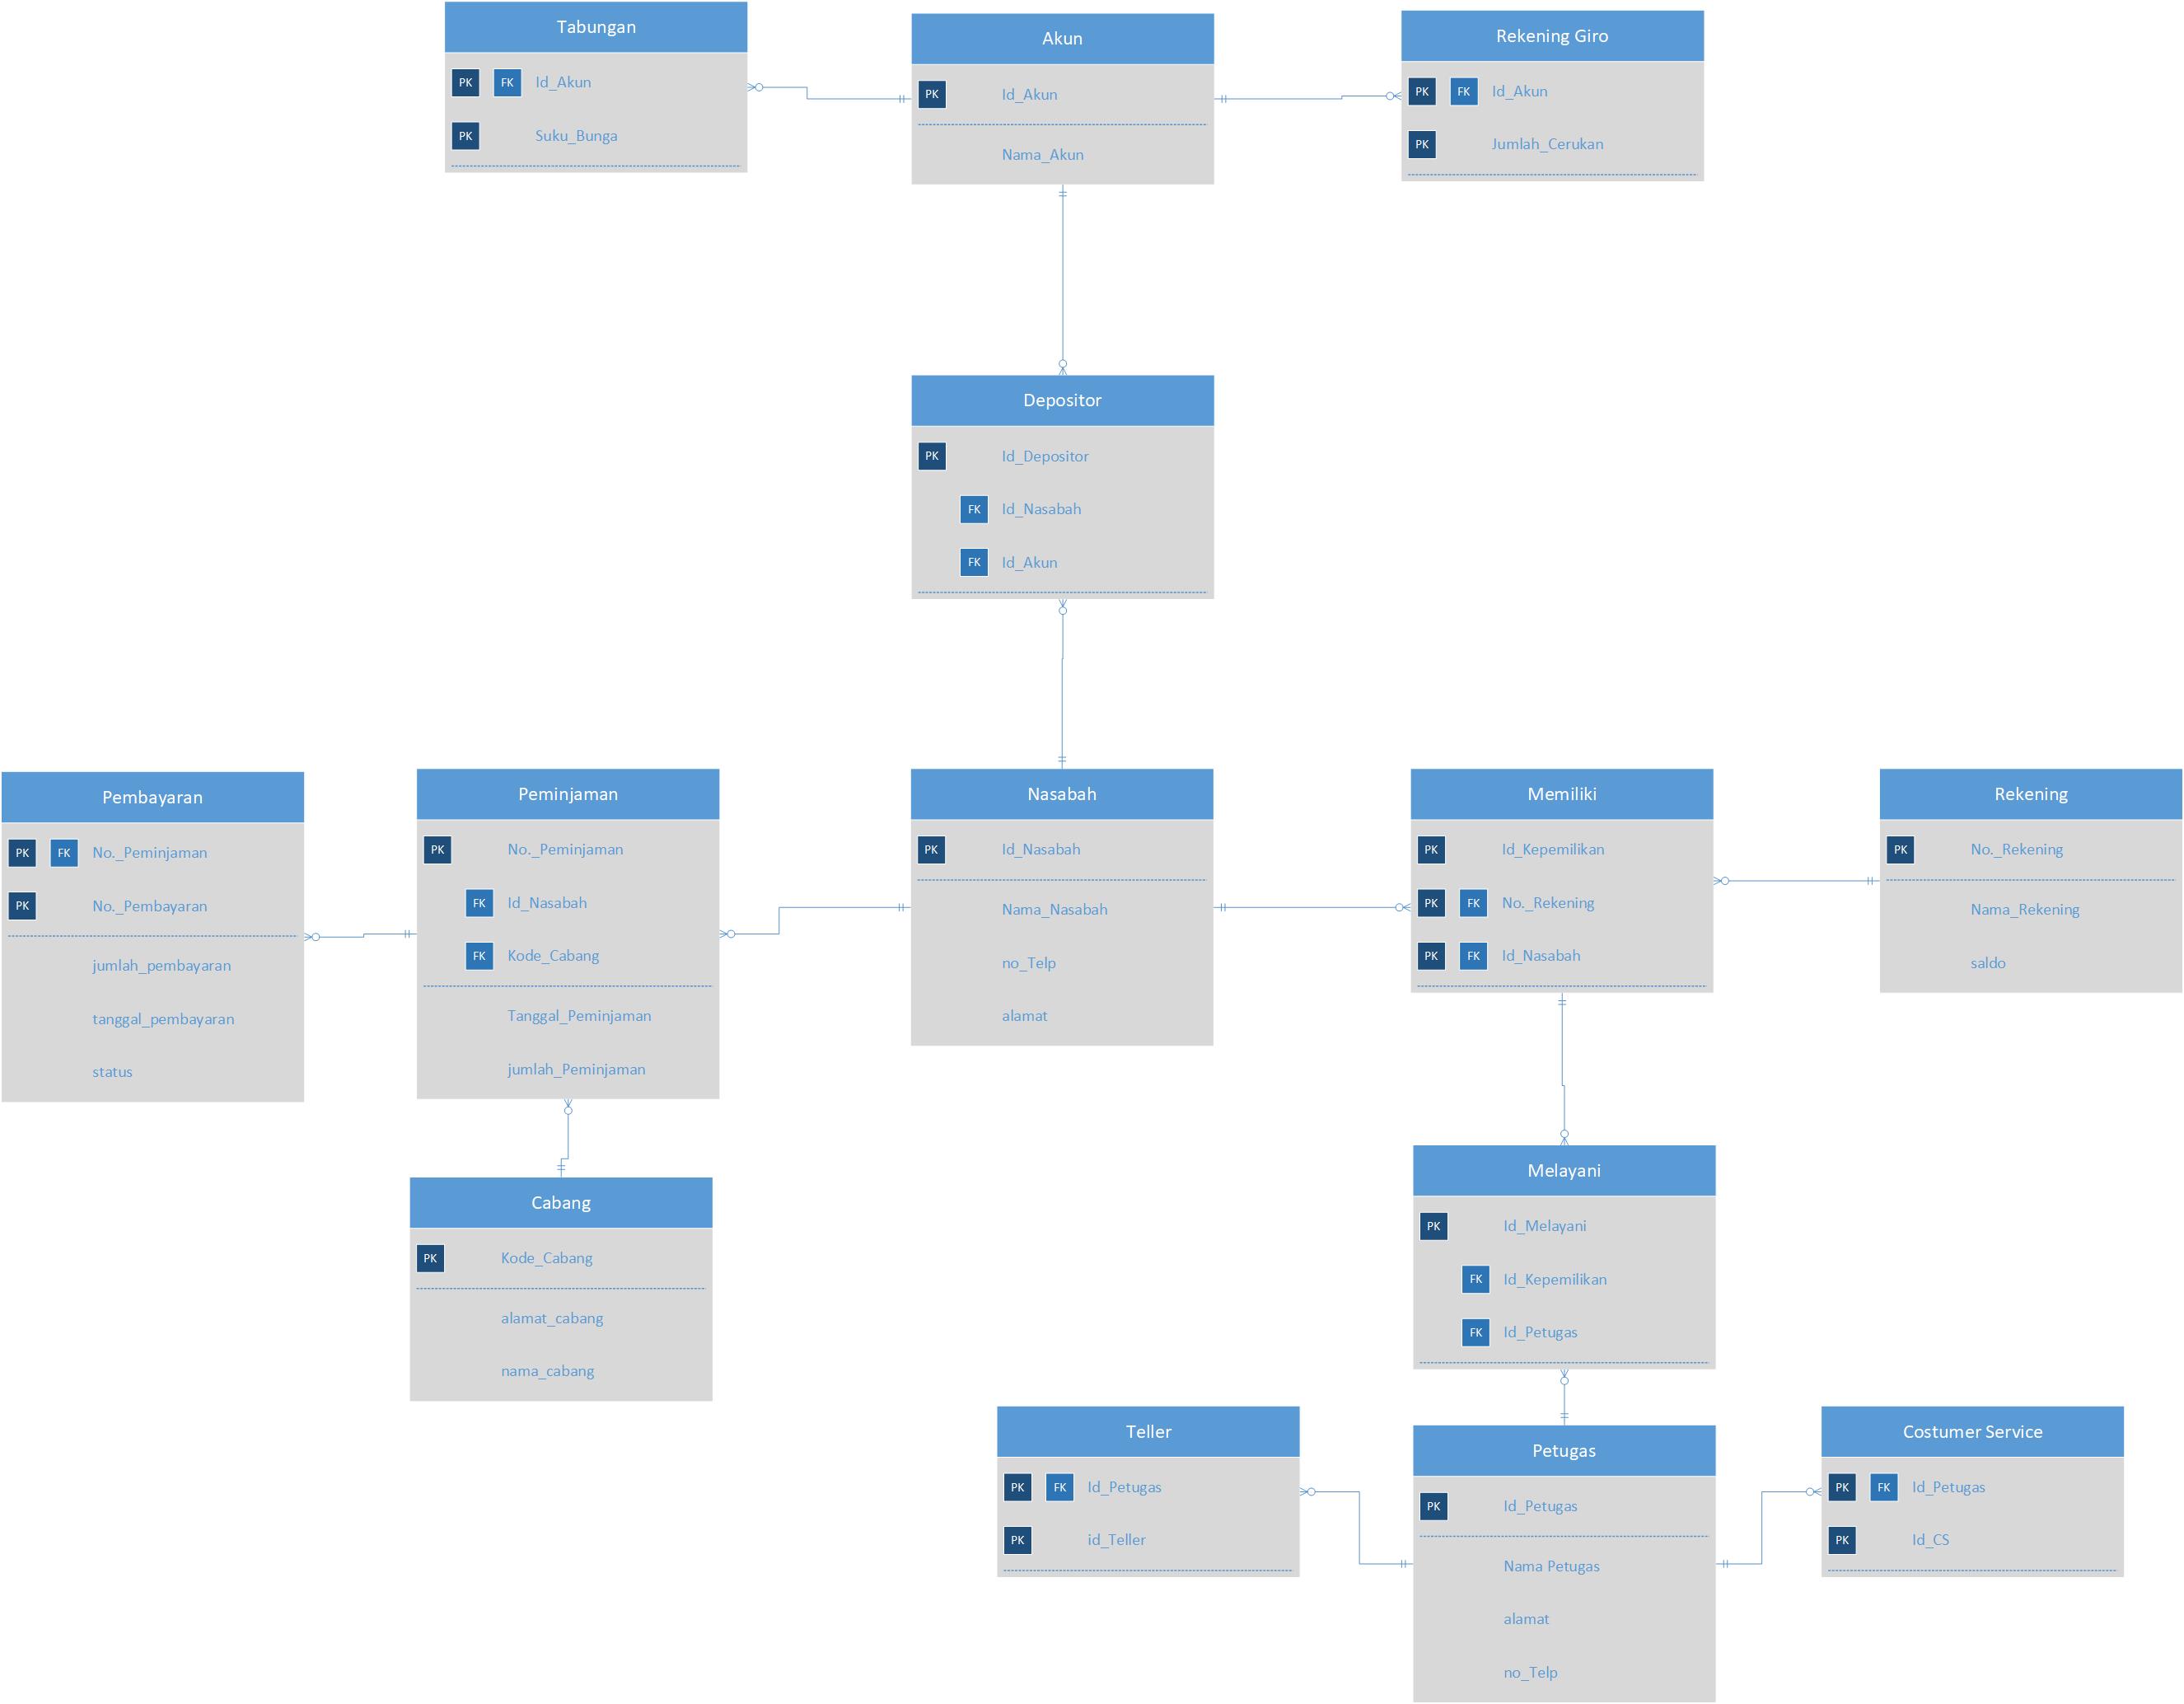 Tabungan
PK FK Id_Akun
PK Suku_Bunga
Akun
PK Id_Akun
Nama_Akun
Rekening Giro
PK FK Id_Akun
PK Jumlah_Cerukan
Depositor
PK Id_Depositor
FK Id_Nasabah
FK Id_Akun
Pembayaran
PK FK No._Peminjaman
PK No._Pembayaran
jumlah_pembayaran
tanggal_pembayaran
status
Peminjaman
PK No._Peminjaman
FK Id_Nasabah
FK Kode_Cabang
Tanggal_Peminjaman
jumlah_Peminjaman
Nasabah
PK Id_Nasabah
Nama_Nasabah
no_Telp
alamat
Memiliki
PK Id_Kepemilikan
PK FK No._Rekening
PK FK Id_Nasabah
Rekening
PK No._Rekening
Nama_Rekening
saldo
Cabang
PK Kode_Cabang
alamat_cabang
nama_cabang
Melayani
PK Id_Melayani
FK Id_Kepemilikan
FK Id_Petugas
Teller
PK FK Id_Petugas
PK id_Teller
Petugas
PK Id_Petugas
Nama Petugas
alamat
no_Telp
Costumer Service
PK FK Id_Petugas
PK Id_CS